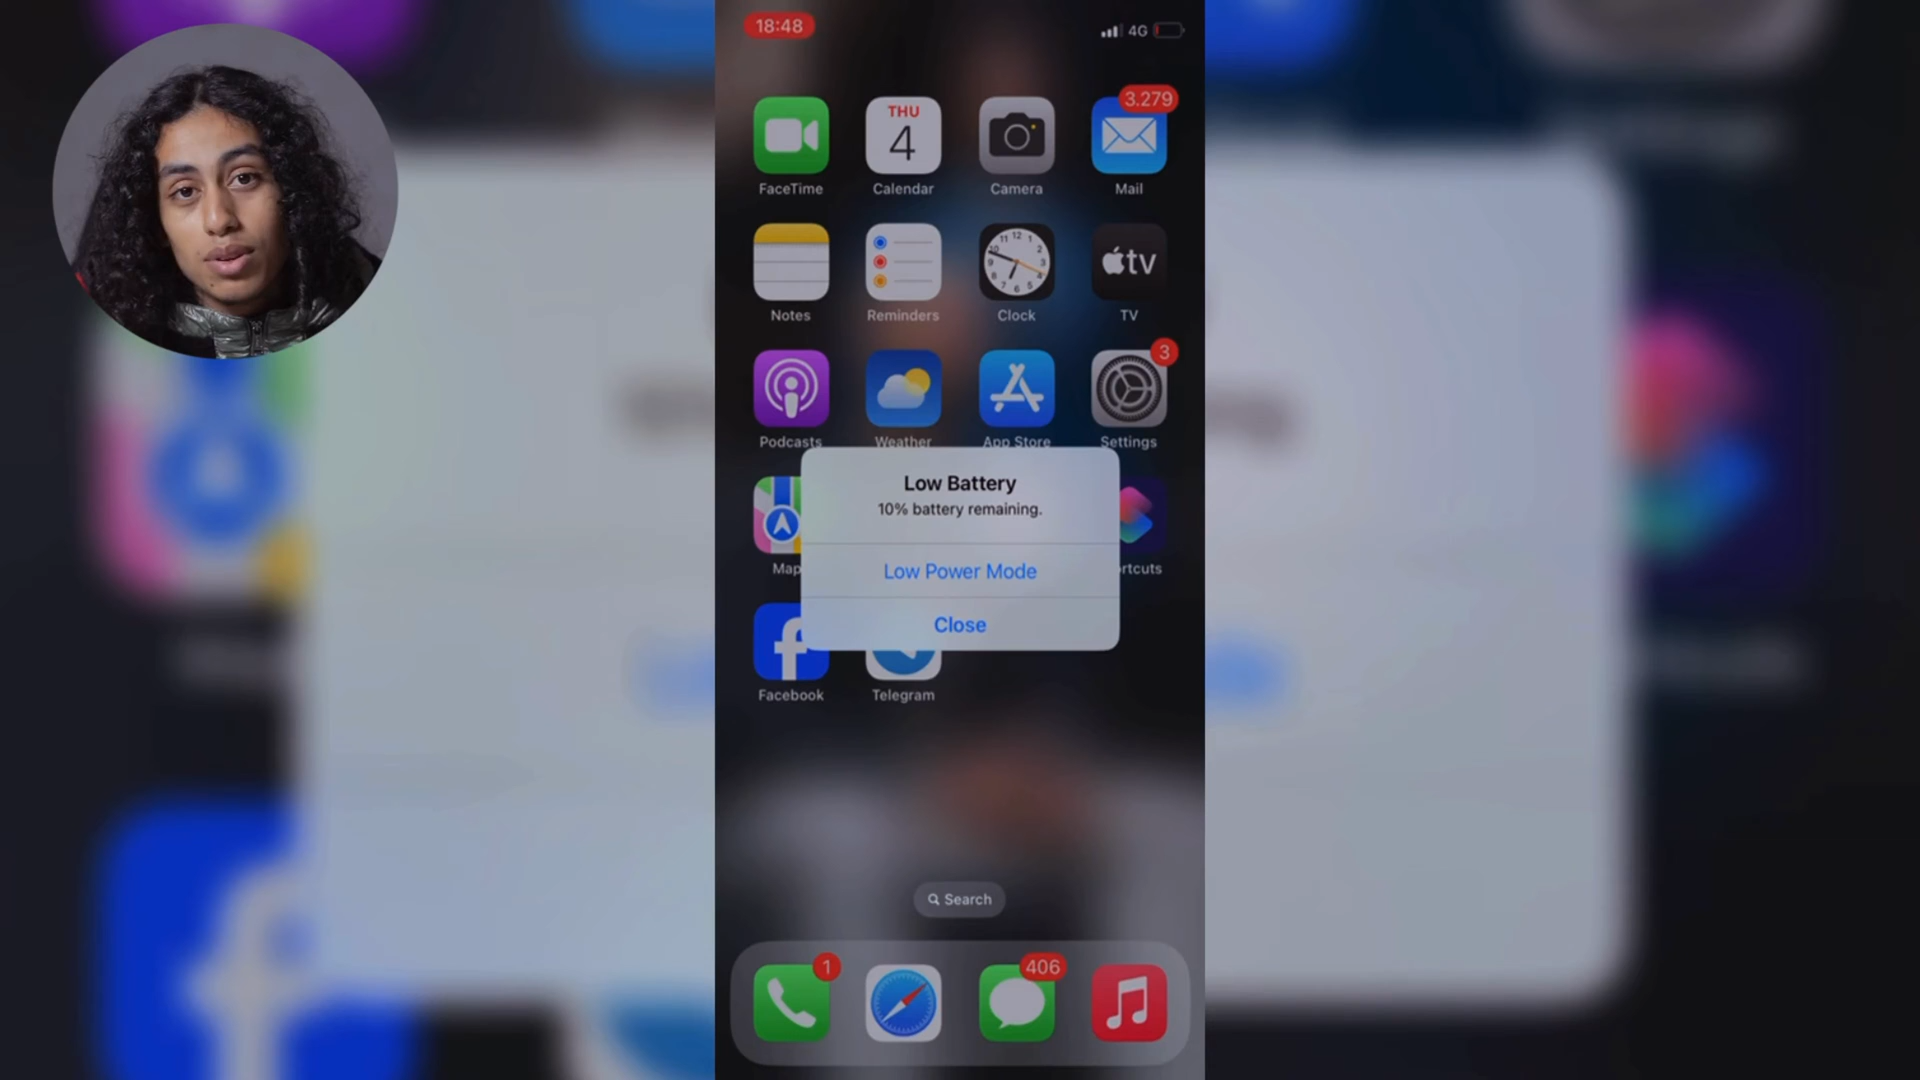 18:48
4G
THU
4
3.279
FaceTime
Calendar
Camera
Mail
tv
Notes
Reminders
Clock
TV
3
Podcasts
Weather
App Store
Settings
Low Battery
10% battery remaining.
Low Power Mode
Close
Map
rtcuts
Facebook
Telegram
Search
1
406